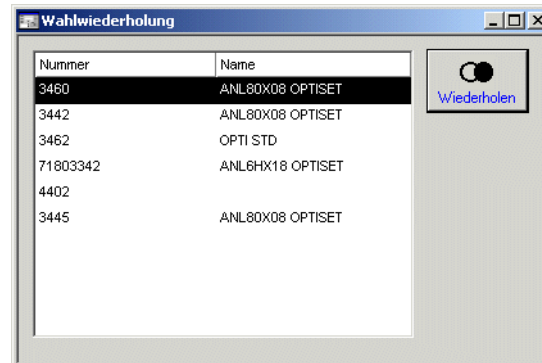 Wahlwiederholung
Nummer Name
3460 ANL80X08 OPTISET
Wiederholen
3442 ANL80X08 OPTISET
3462 OPTI STD
71803342 ANL6HX18 OPTISET
4402
3445 ANL80X08 OPTISET